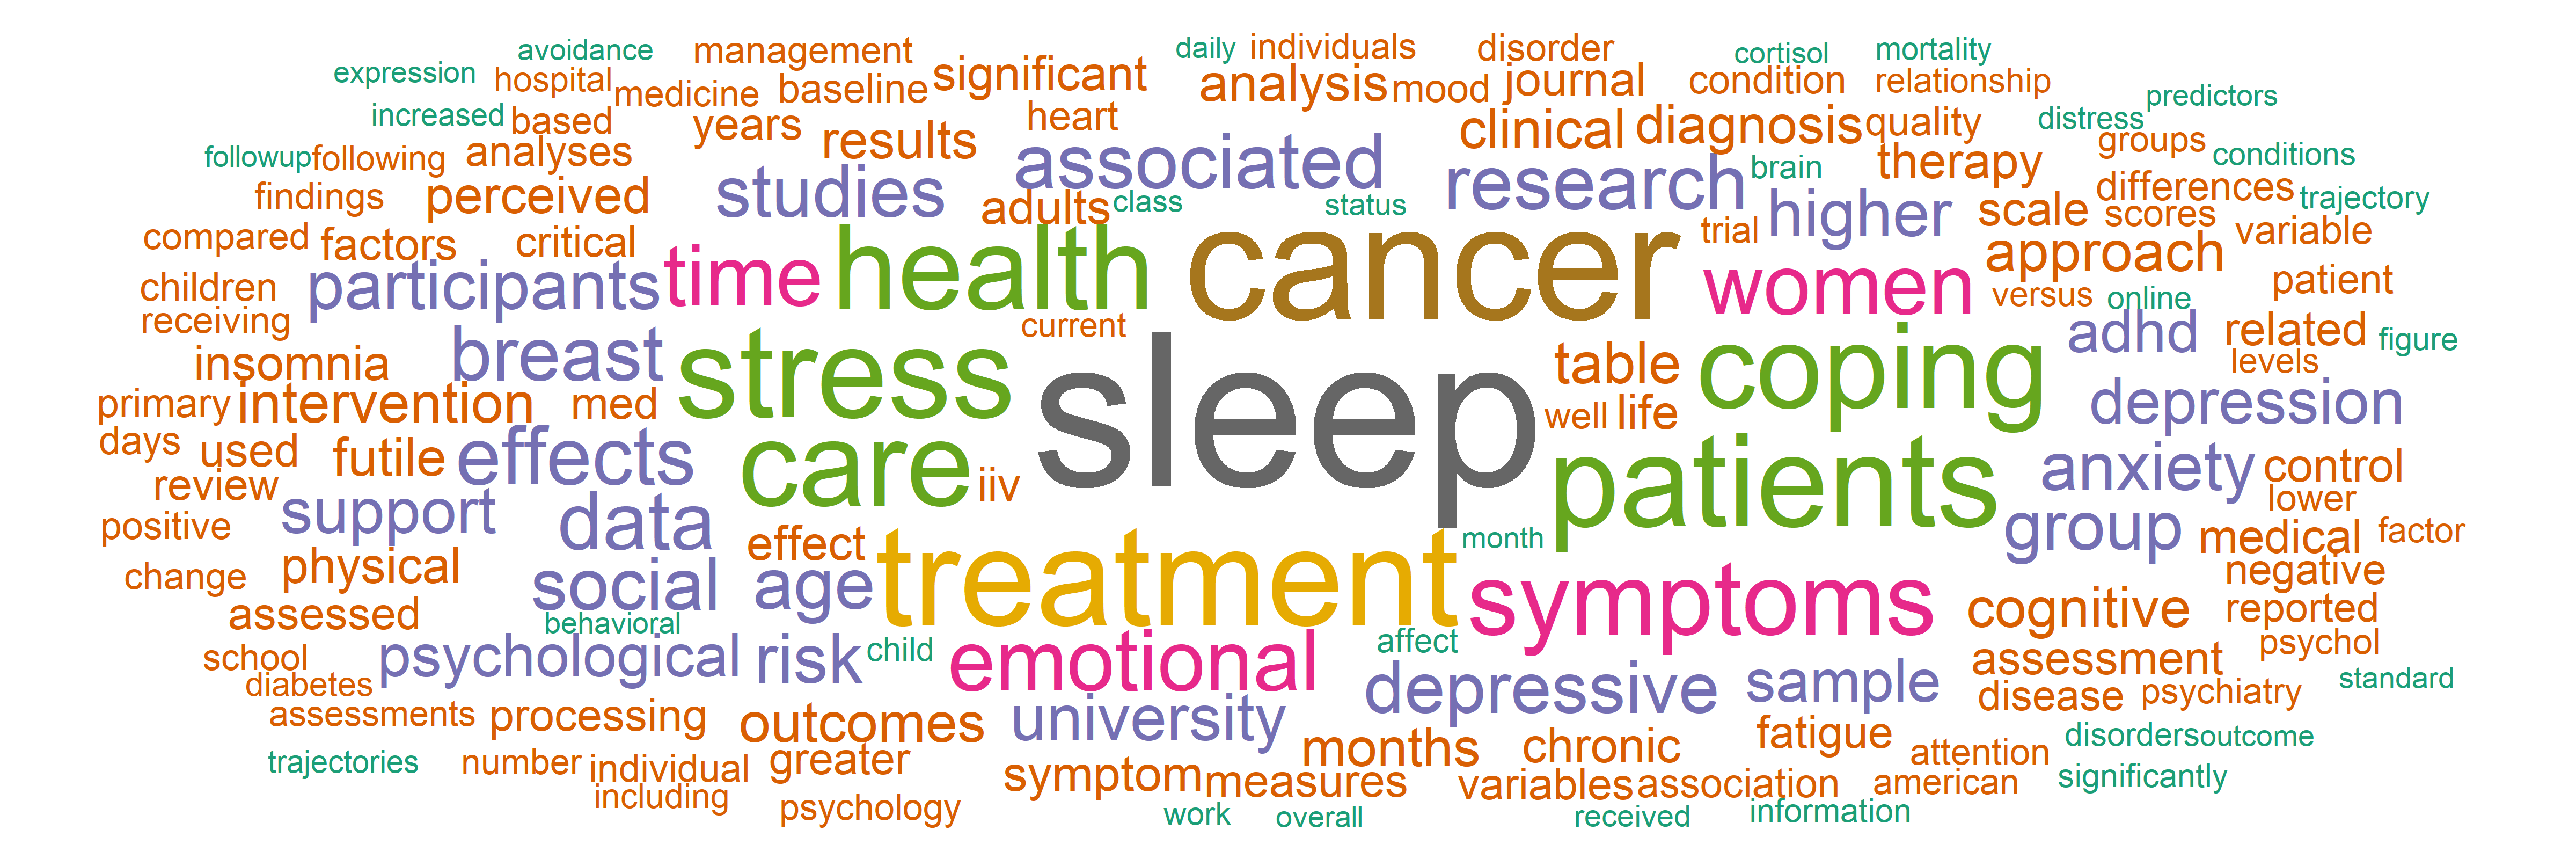 avoidance management daily individuals disorder cortisol mortality
expression hospital significant analysis mood journal condition relationship
medicine baseline predictors
increased based years results heart clinical diagnosis quality distress
followup following analyses associated therapy groups conditions
findings perceived studies research brain differences trajectory
adults class status higher scale scores
compared factors critical trial approach variable
children participants time health cancer women versus online patient
receiving current
insomnia breast stress sleep table coping adhd related figure
levels
primary intervention med well life depression
days used futile effects care patients anxiety control
review iiv lower
positive support data effect month group medical factor
change physical social age treatment symptoms negative
assessed behavioral cognitive reported
school psychological risk child emotional affect assessment psychol
diabetes depressive sample disease psychiatry standard
assessments processing outcomes university
trajectories number individual greater months chronic fatigue attention disorders outcome
including symptom measures variables association american significantly
psychology work overall received information